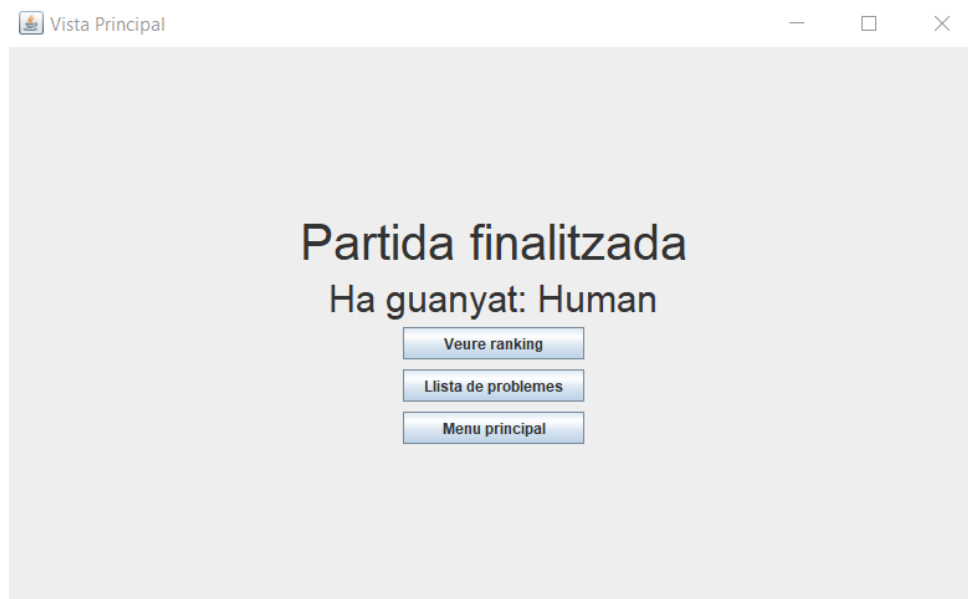 Vista Principal
Partida finalitzada
Ha guanyat: Human
Veure ranking
Llista de problemes
Menu principal